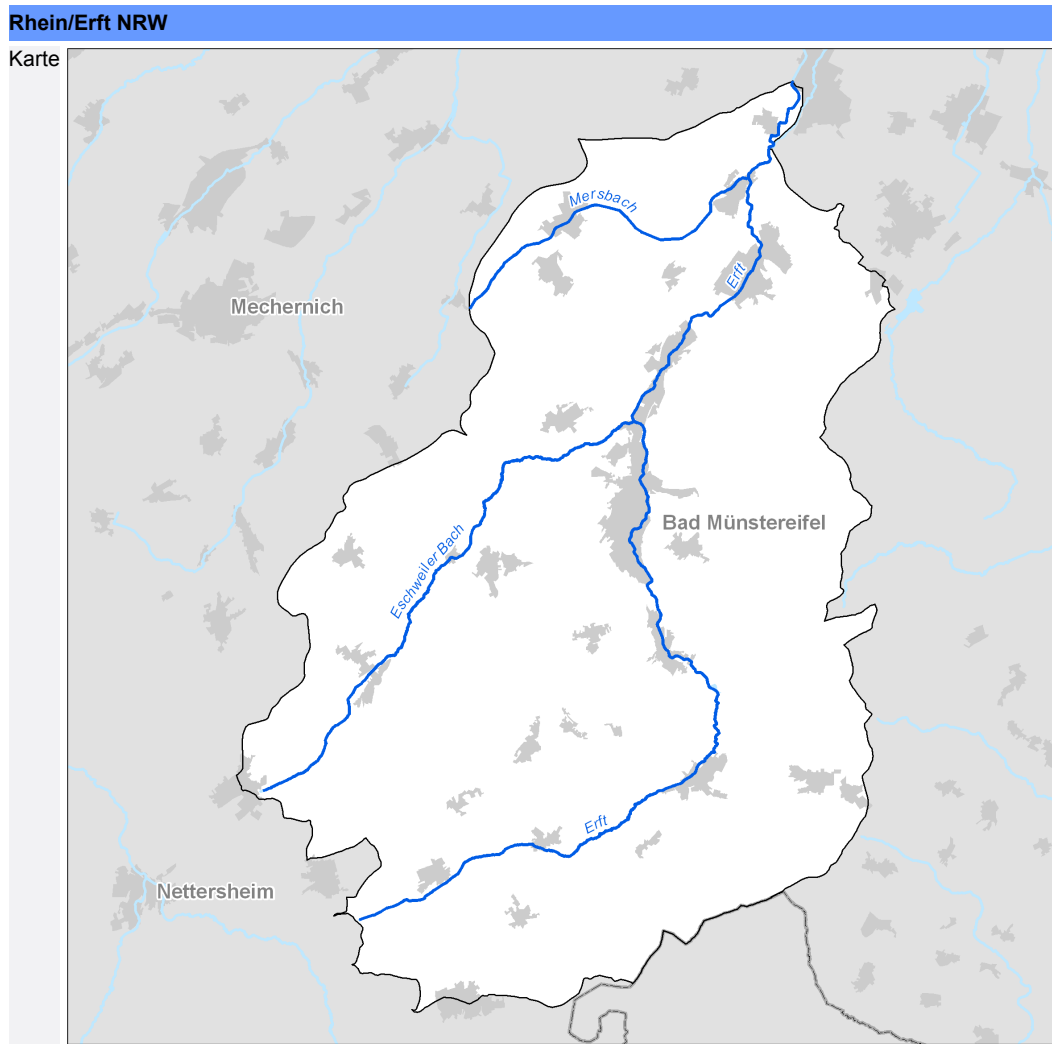 Rhein/Erft NRW
Karte
Mersbach
Erft
Mechernich
Bad Münstereifel
Eschweiler Bach
Erft
Nettersheim